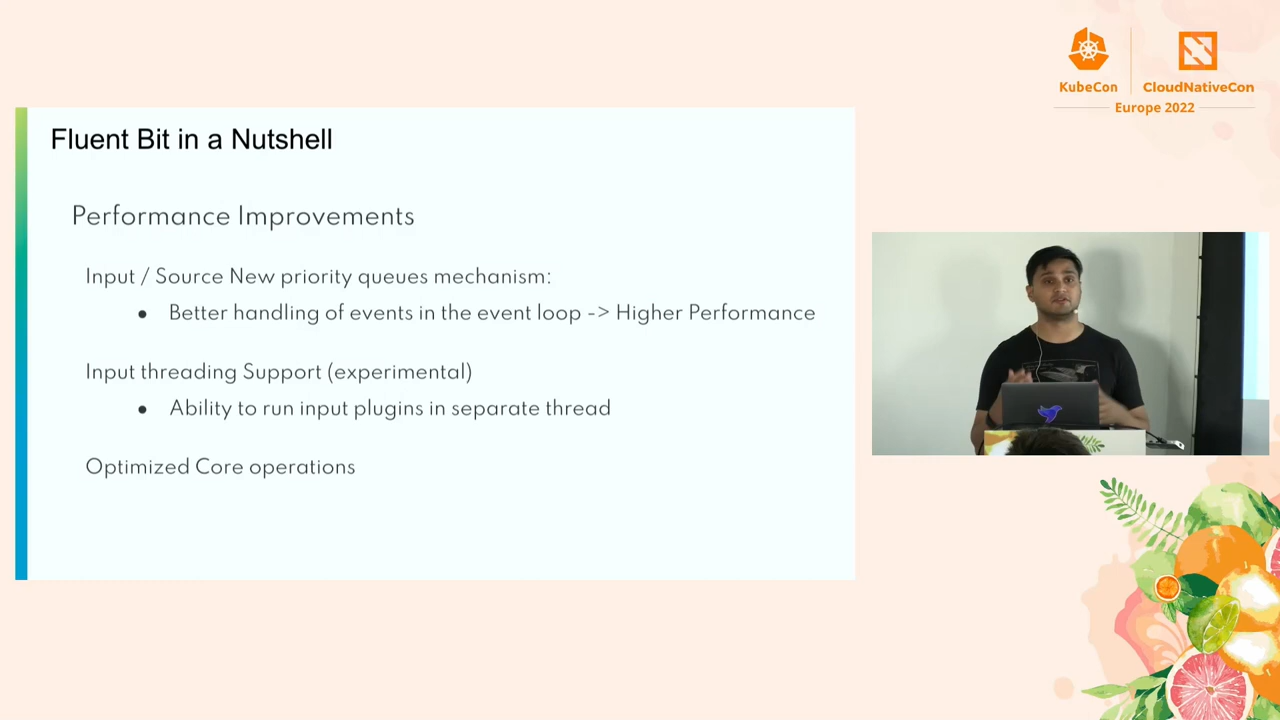 KubeCon
CloudNativeCon
Europe 2022
Fluent Bit in a Nutshell
Performance Improvements
Input / Source New priority queues mechanism:
● Better handling of events in the event loop -> Higher Performance
Input threading Support (experimental)
● Ability to run input plugins in separate thread
Optimized Core operations